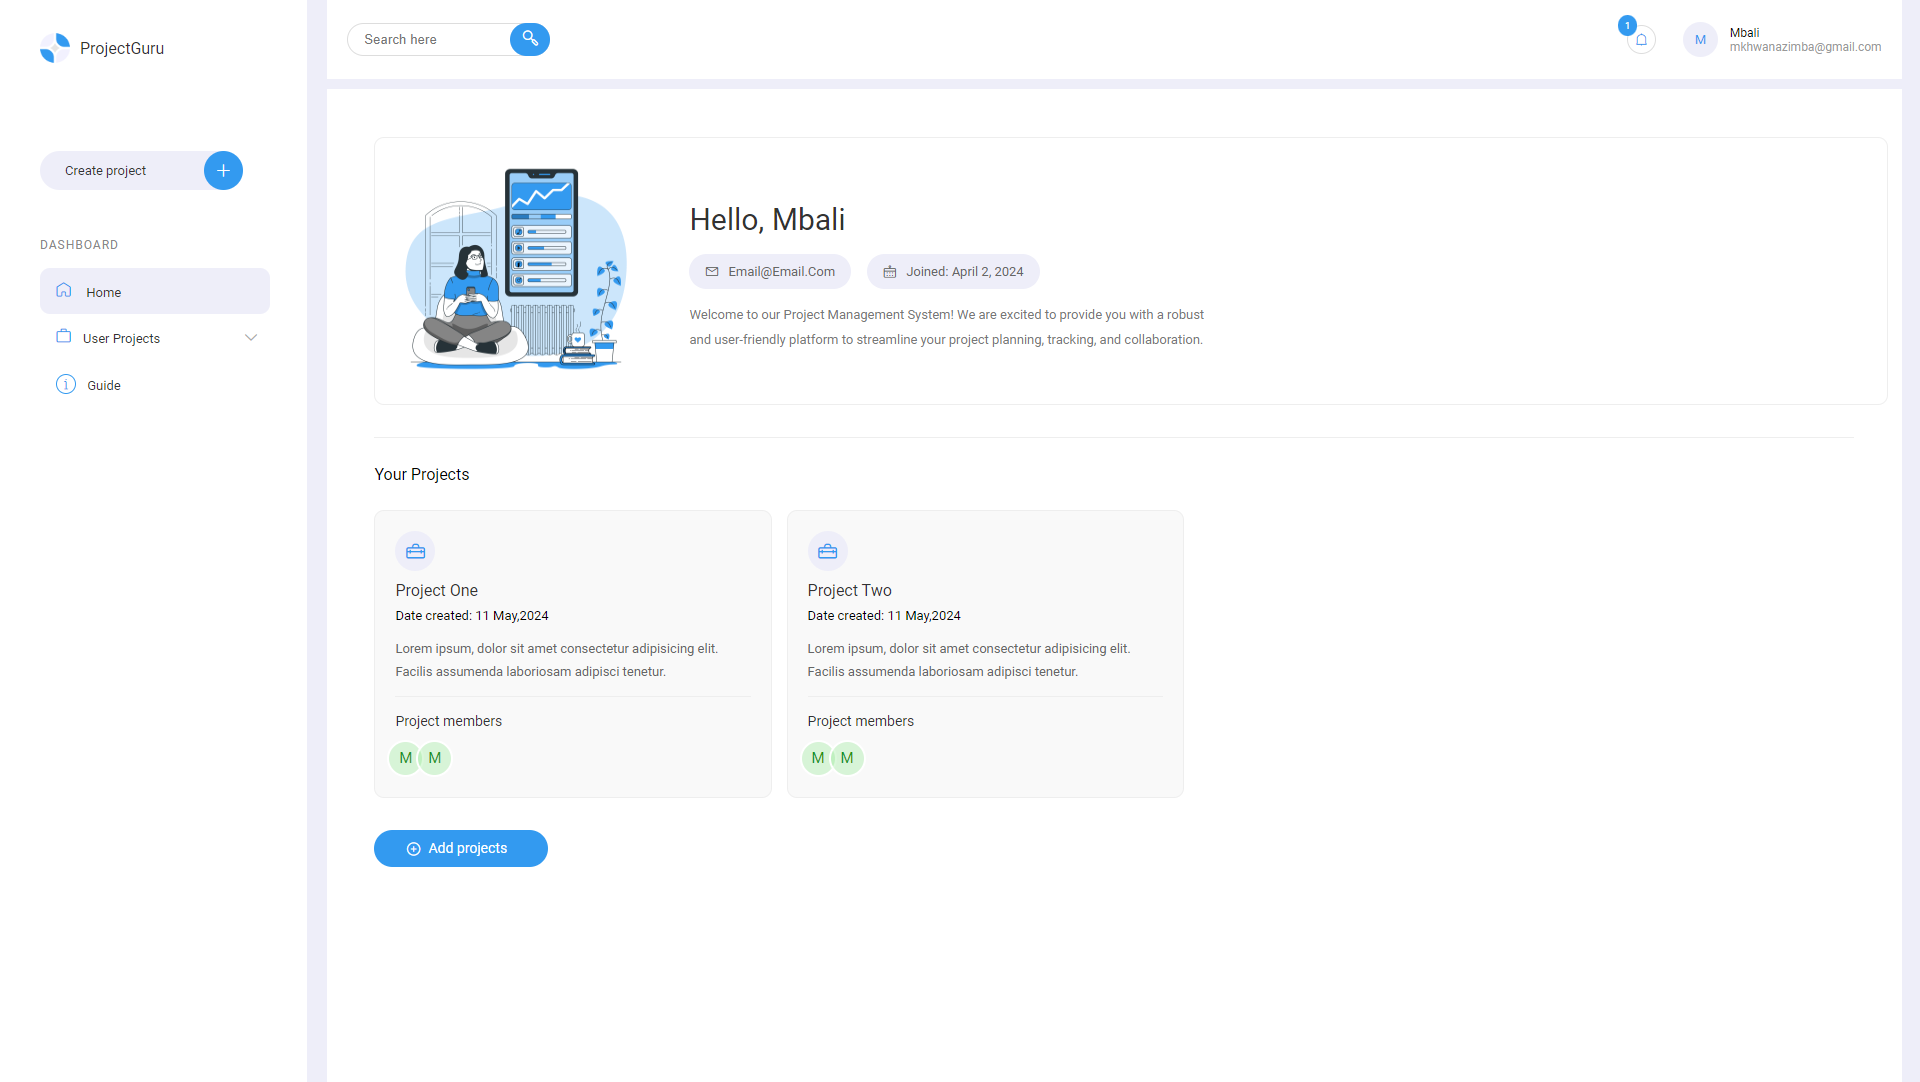 ProjectGuru
Create project
DASHBOARD
Home
User Projects
Guide
Search here
1
M
Mbali
mkhwanazimba@gmail.com
Hello, Mbali
Email@Email.Com
Joined: April 2, 2024
Welcome to our Project Management System! We are excited to provide you with a robust
and user-friendly platform to streamline your project planning, tracking, and collaboration.
Your Projects
Project One
Date created: 11 May,2024
Lorem ipsum, dolor sit amet consectetur adipisicing elit.
Facilis assumenda laboriosam adipisci tenetur.
Project members
M M
Project Two
Date created: 11 May,2024
Lorem ipsum, dolor sit amet consectetur adipisicing elit.
Facilis assumenda laboriosam adipisci tenetur.
Project members
M M
Add projects